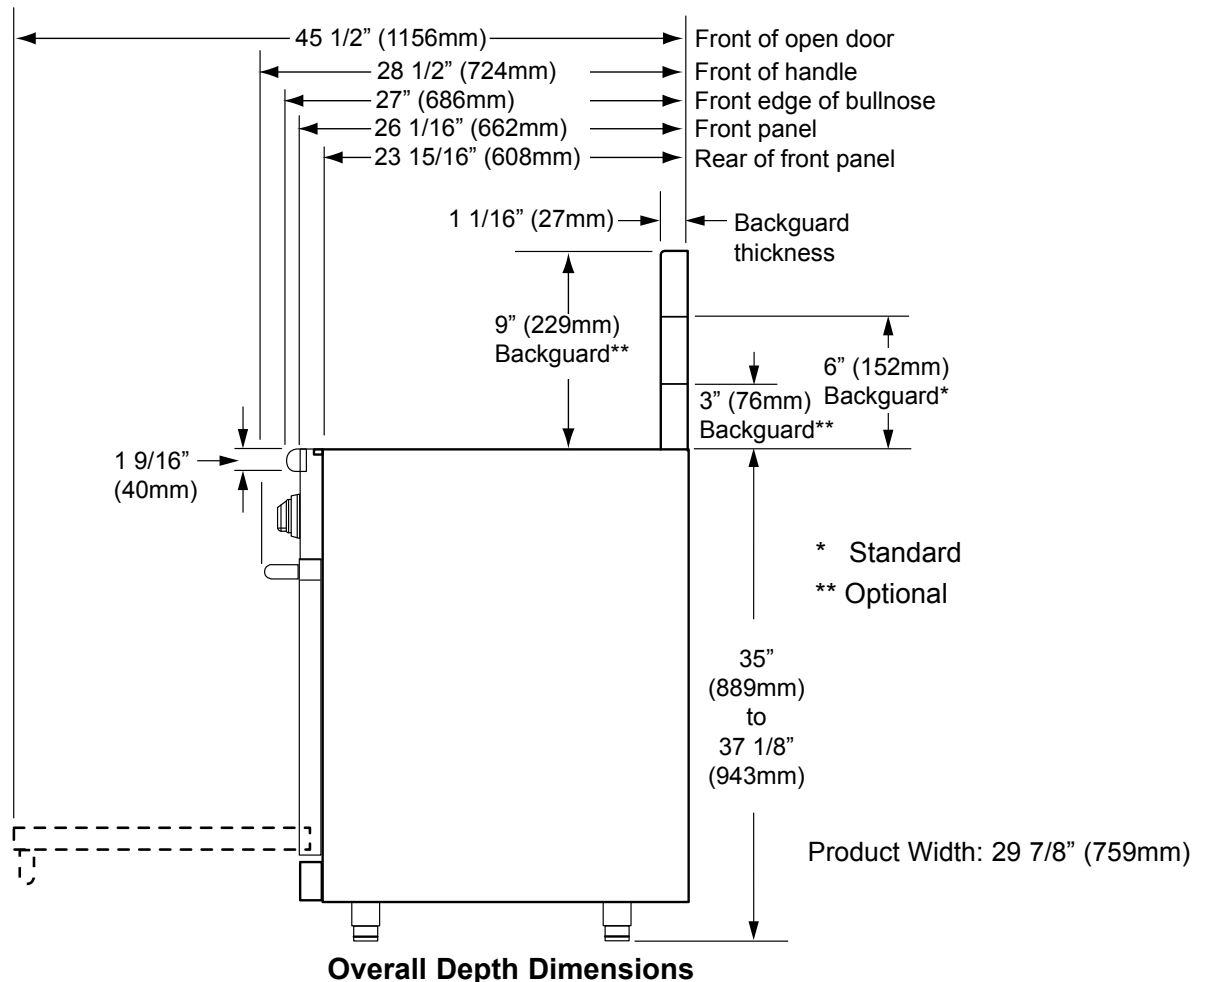 45 1/2” (1156mm) Front of open door
28 1/2” (724mm) Front of handle
27” (686mm) Front edge of bullnose
26 1/16” (662mm) Front panel
23 15/16” (608mm) Rear of front panel
1 1/16” (27mm) Backguard
thickness
9” (229mm)
Backguard**
6” (152mm)
Backguard*
3” (76mm)
Backguard**
1 9/16”
(40mm)
* Standard
** Optional
35”
(889mm)
to
37 1/8”
(943mm)
Product Width: 29 7/8” (759mm)
Overall Depth Dimensions